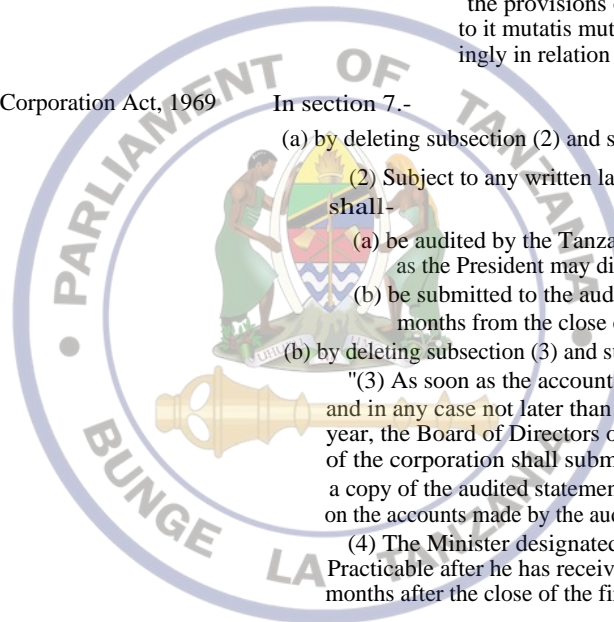 the provisions o
to it mutatis mut
ingly in relation
Corporation Act, 1969 In section 7.-
(a) by deleting subsection (2) and s
(2) Subject to any written la
shall-
(a) be audited by the Tanza
as the President may di
(b) be submitted to the aud
months from the close
(b) by deleting subsection (3) and su
"(3) As soon as the account
and in any case not later than
year, the Board of Directors o
of the corporation shall subm
a copy of the audited statemen
on the accounts made by the aud
(4) The Minister designated
Practicable after he has receiv
months after the close of the fi
PARLIAMENT OF TANZANIA
BUNGE LA TANZANIA
UHURU